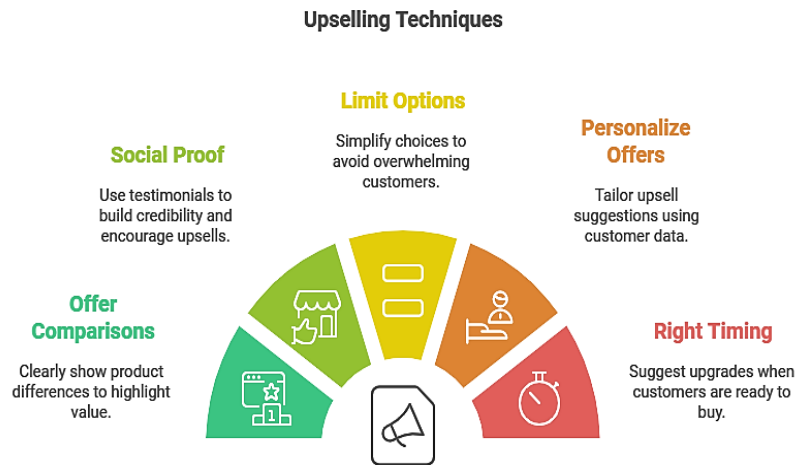 Upselling Techniques
Offer
Comparisons
Clearly show product
differences to highlight
value.
Social Proof
Use testimonials to
build credibility and
encourage upsells.
Limit Options
Simplify choices to
avoid overwhelming
customers.
Personalize
Offers
Tailor upsell
suggestions using
customer data.
Right Timing
Suggest upgrades when
customers are ready to
buy.
1